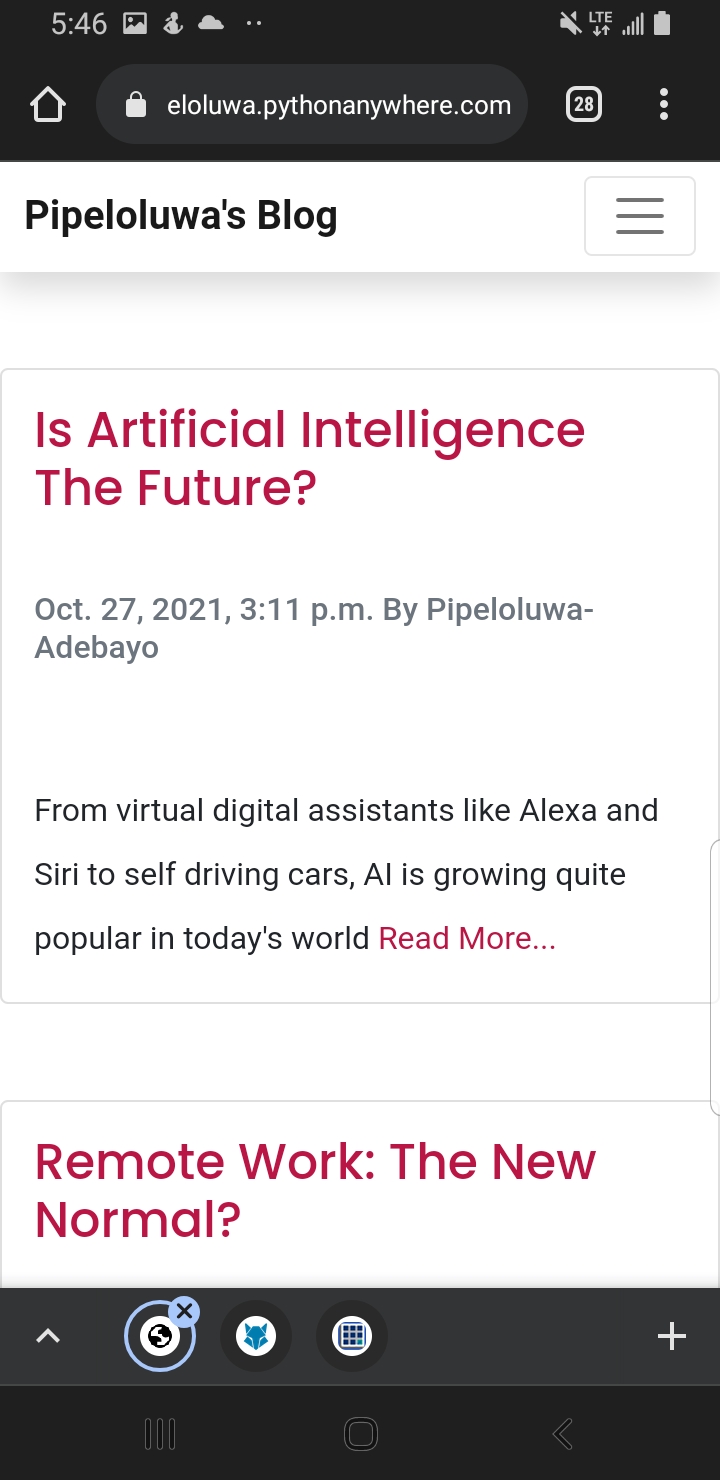 5:46
LTE
eloluwa.pythonanywhere.com
28
Pipeloluwa's Blog
Is Artificial Intelligence
The Future?
Oct. 27, 2021, 3:11 p.m. By Pipeloluwa-
Adebayo
From virtual digital assistants like Alexa and
Siri to self driving cars, AI is growing quite
popular in today's world Read More...
Remote Work: The New
Normal?